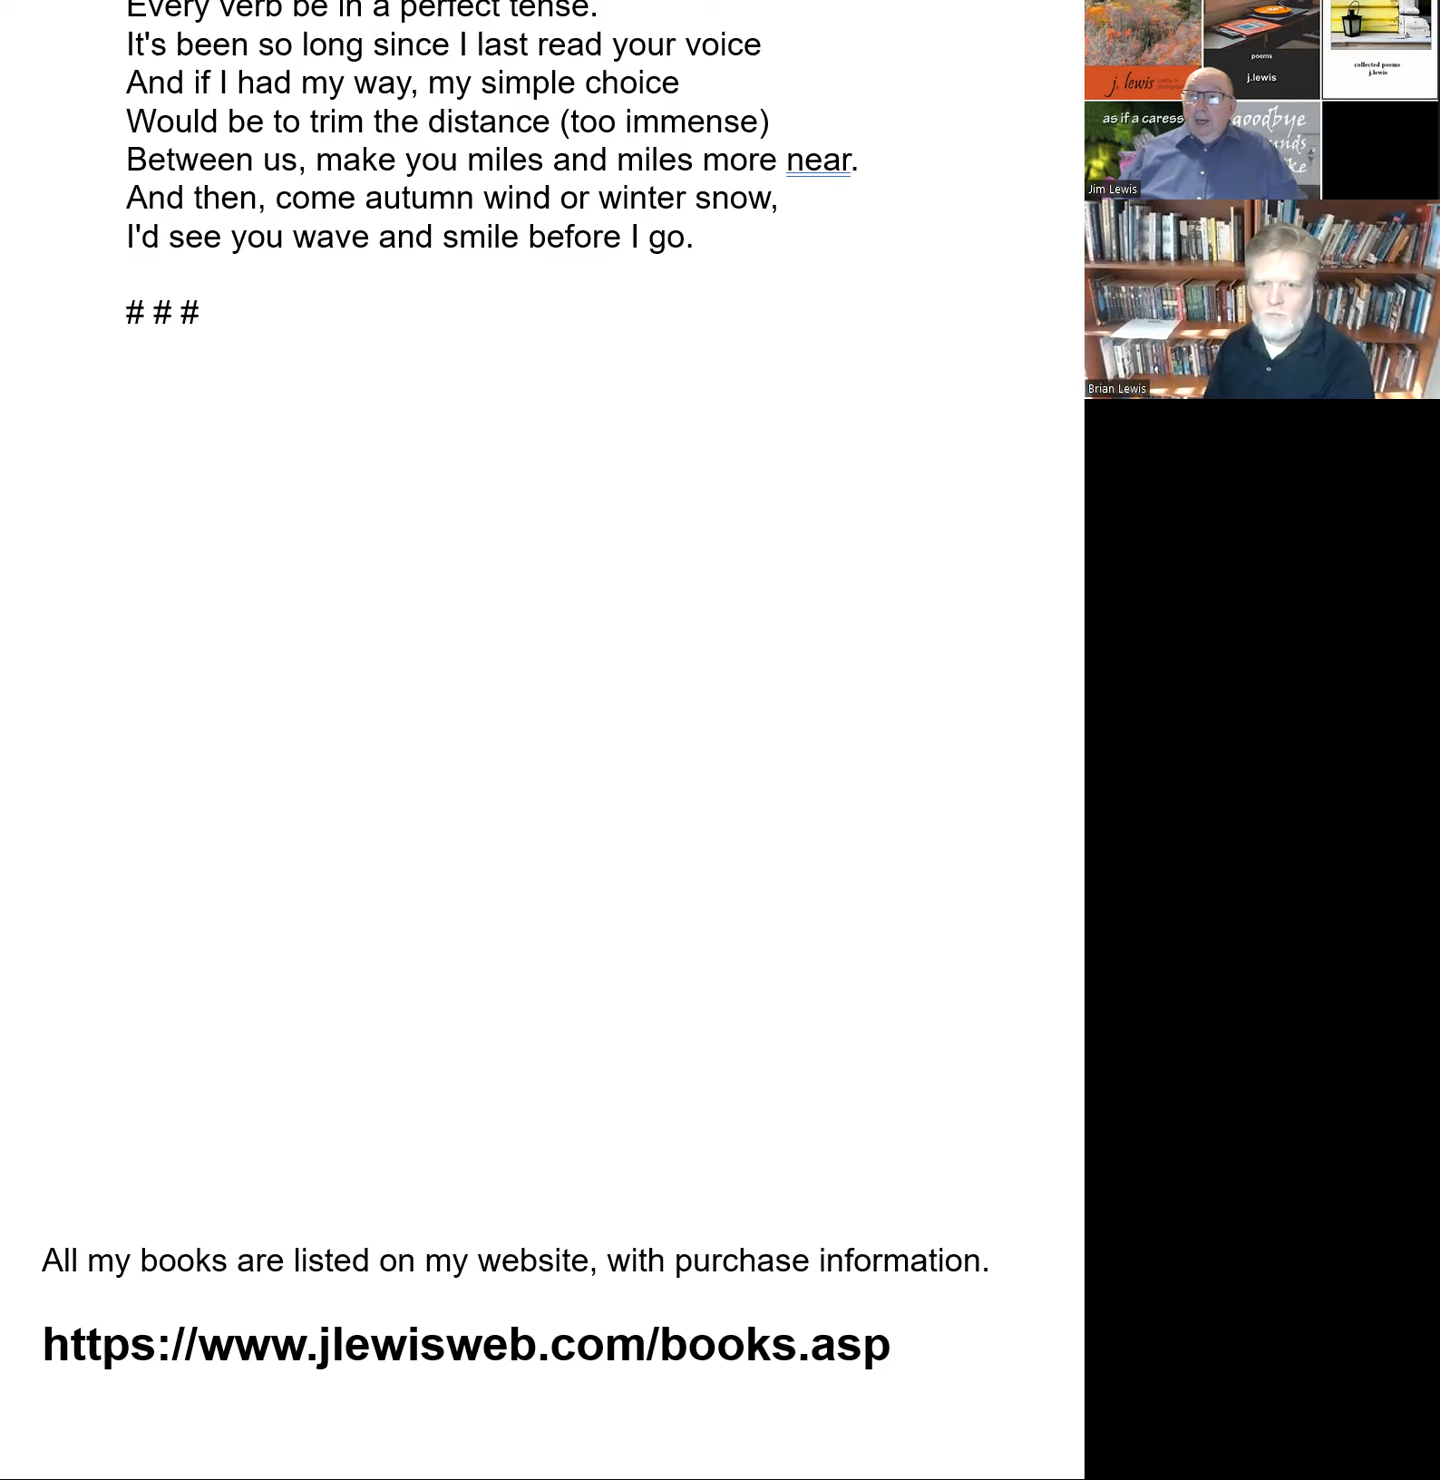 Every verb be in a perfect tense.
It's been so long since I last read your voice
And if I had my way, my simple choice
Would be to trim the distance (too immense)
Between us, make you miles and miles more near.
And then, come autumn wind or winter snow,
I'd see you wave and smile before I go.
# # #
All my books are listed on my website, with purchase information.
https://www.jlewisweb.com/books.asp
j. lewis
poems
j.lewis
collected poems
j.lewis
as if a caress
goodbye
Jim Lewis
Brian Lewis